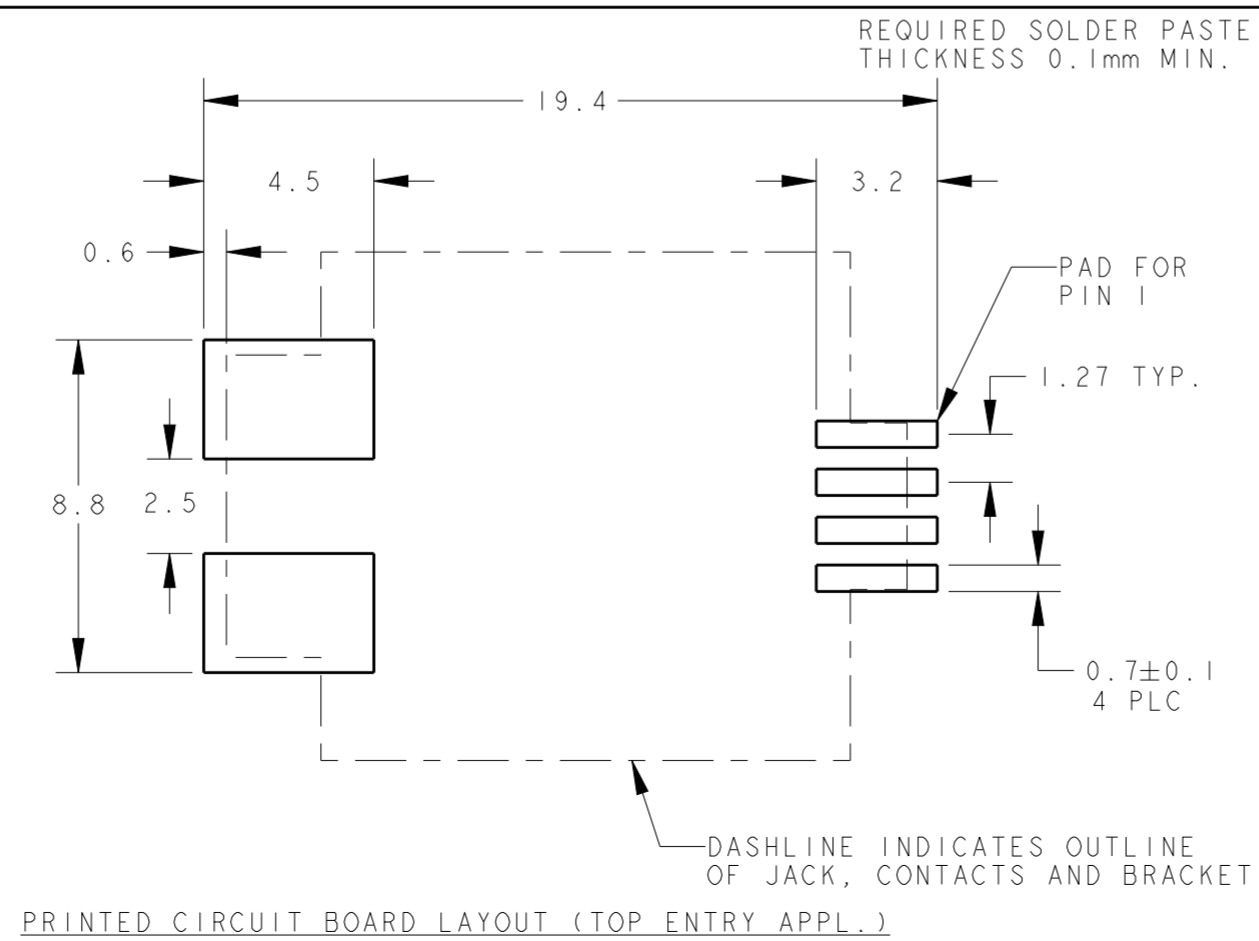 REQUIRED SOLDER PASTE
THICKNESS 0.1mm MIN.
19.4
4.5
3.2
0.6
PAD FOR
PIN 1
1.27 TYP.
8.8
2.5
0.7±0.1
4 PLC
DASHLINE INDICATES OUTLINE
OF JACK, CONTACTS AND BRACKET
PRINTED CIRCUIT BOARD LAYOUT (TOP ENTRY APPL.)